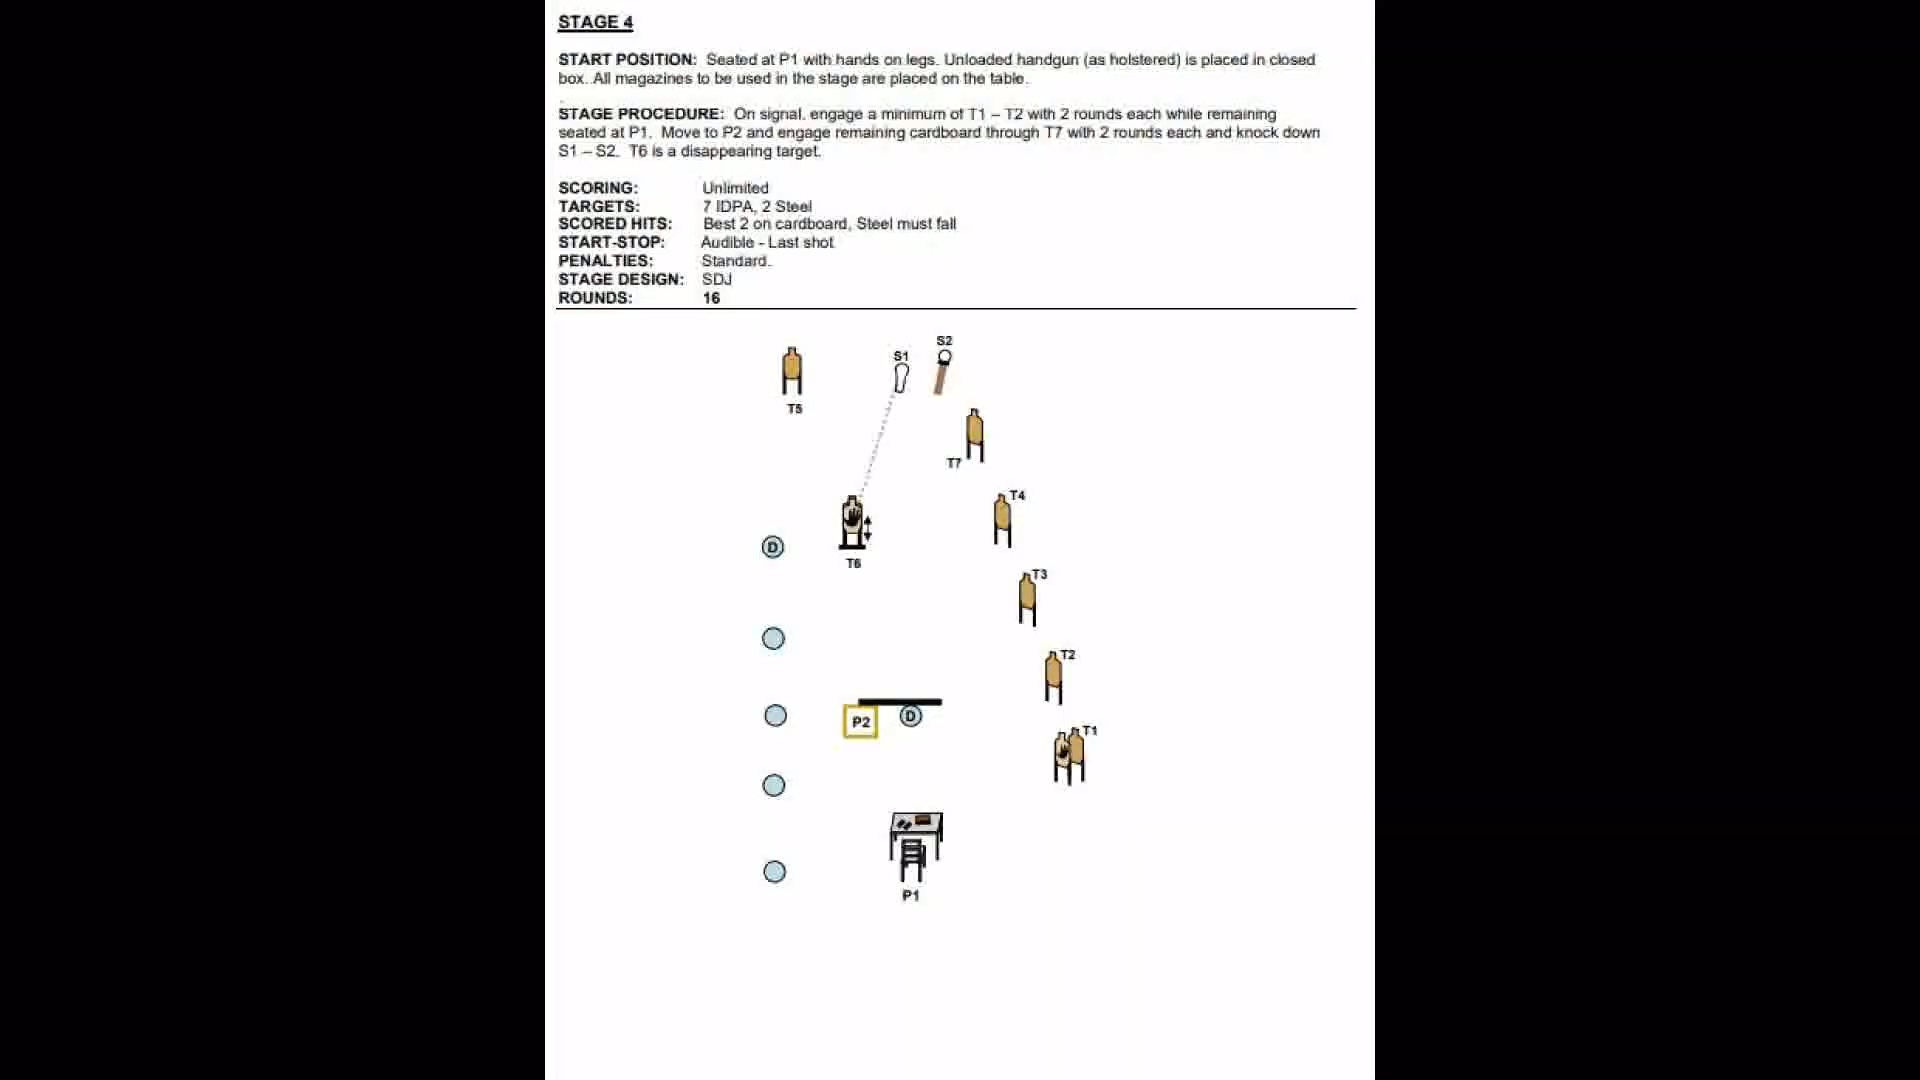 STAGE 4
START POSITION: Seated at P1 with hands on legs. Unloaded handgun (as holstered) is placed in closed
box. All magazines to be used in the stage are placed on the table.
STAGE PROCEDURE: On signal, engage a minimum of T1 – T2 with 2 rounds each while remaining
seated at P1. Move to P2 and engage remaining cardboard through T7 with 2 rounds each and knock down
S1 – S2. T6 is a disappearing target.
SCORING: Unlimited
TARGETS: 7 IDPA, 2 Steel
SCORED HITS: Best 2 on cardboard, Steel must fall
START-STOP: Audible - Last shot
PENALTIES: Standard.
STAGE DESIGN: SDJ
ROUNDS: 16
S2
S1
T5
T7
T4
D
T6
T3
T2
P2
D
T1
P1